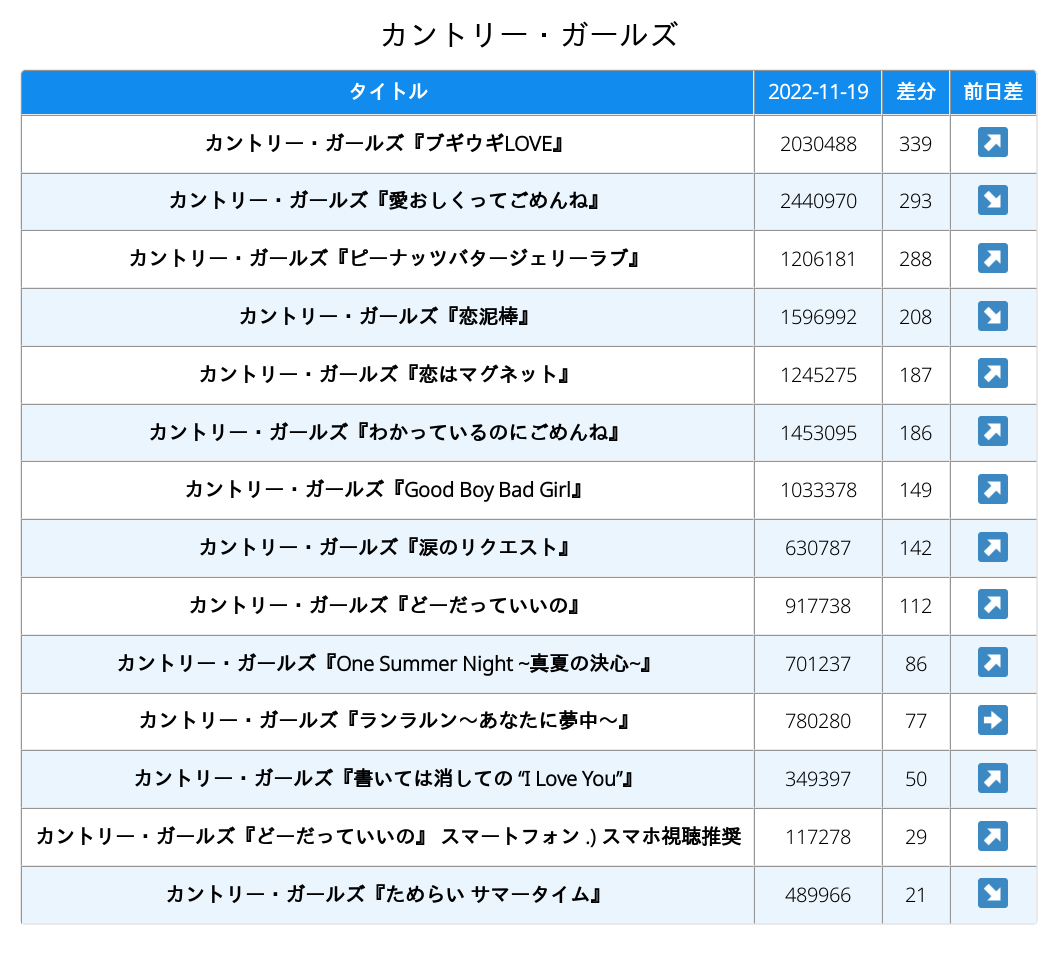 カントリー・ガールズ
タイトル 2022-11-19 差分 前日差
カントリー・ガールズ『ブギウギLOVE』 2030488 339
カントリー・ガールズ『愛おしくってごめんね』 2440970 293
カントリー・ガールズ『ピーナッツバタージェリーラブ』 1206181 288
カントリー・ガールズ『恋泥棒』 1596992 208
カントリー・ガールズ『恋はマグネット』 1245275 187
カントリー・ガールズ『わかっているのにごめんね』 1453095 186
カントリー・ガールズ『Good Boy Bad Girl』 1033378 149
カントリー・ガールズ『涙のリクエスト』 630787 142
カントリー・ガールズ『どーだっていいの』 917738 112
カントリー・ガールズ『One Summer Night ~真夏の決心~』 701237 86
カントリー・ガールズ『ランラルン〜あなたに夢中〜』 780280 77
カントリー・ガールズ『書いては消しての “I Love You”』 349397 50
カントリー・ガールズ『どーだっていいの』 スマートフォン .) スマホ視聴推奨 117278 29
カントリー・ガールズ『ためらい サマータイム』 489966 21